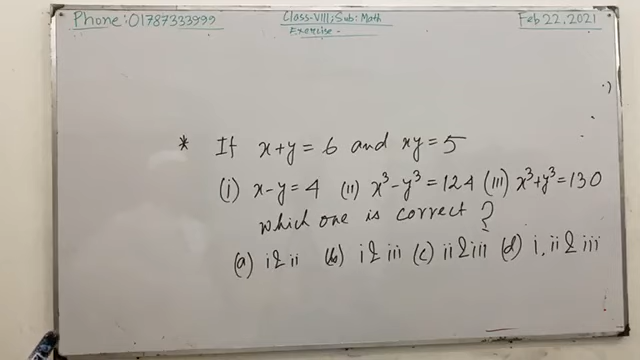 Phone:01787333999
Class-VIII; Sub: Math
Exercise-
Feb 22, 2021
* If x+y=6 and xy=5
(i) x-y=4 (ii) x³-y³=124 (iii) x³+y³=130
which one is correct?
(a) i & ii (b) i & iii (c) ii & iii (d) i, ii & iii